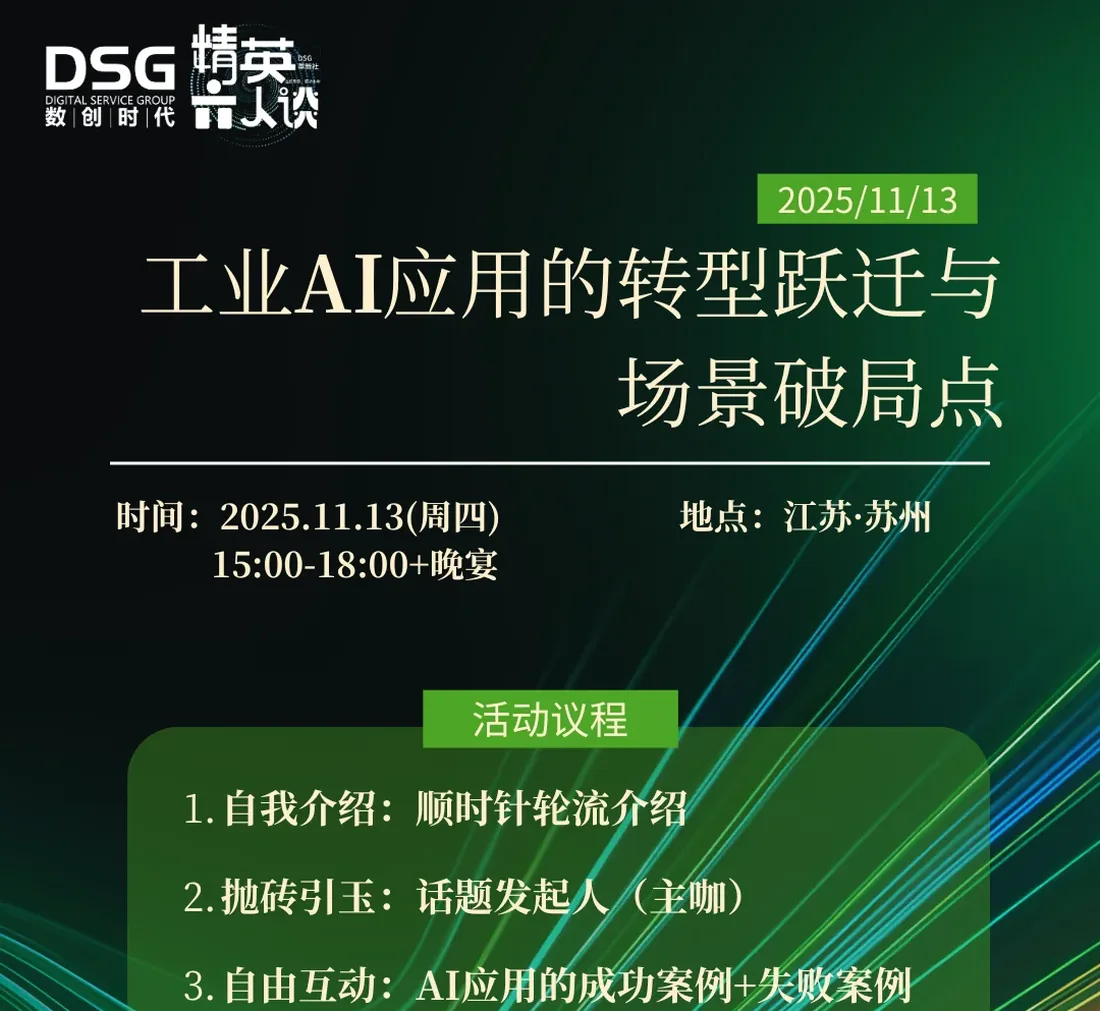 DSG
DIGITAL SERVICE GROUP
数|创|时|代
精英
六人谈
DSG
2025/11/13
工业AI应用的转型跃迁与
场景破局点
时间：2025.11.13(周四)
15:00-18:00+晚宴
地点：江苏·苏州
活动议程
1.自我介绍：顺时针轮流介绍
2.抛砖引玉：话题发起人（主咖）
3.自由互动：AI应用的成功案例+失败案例